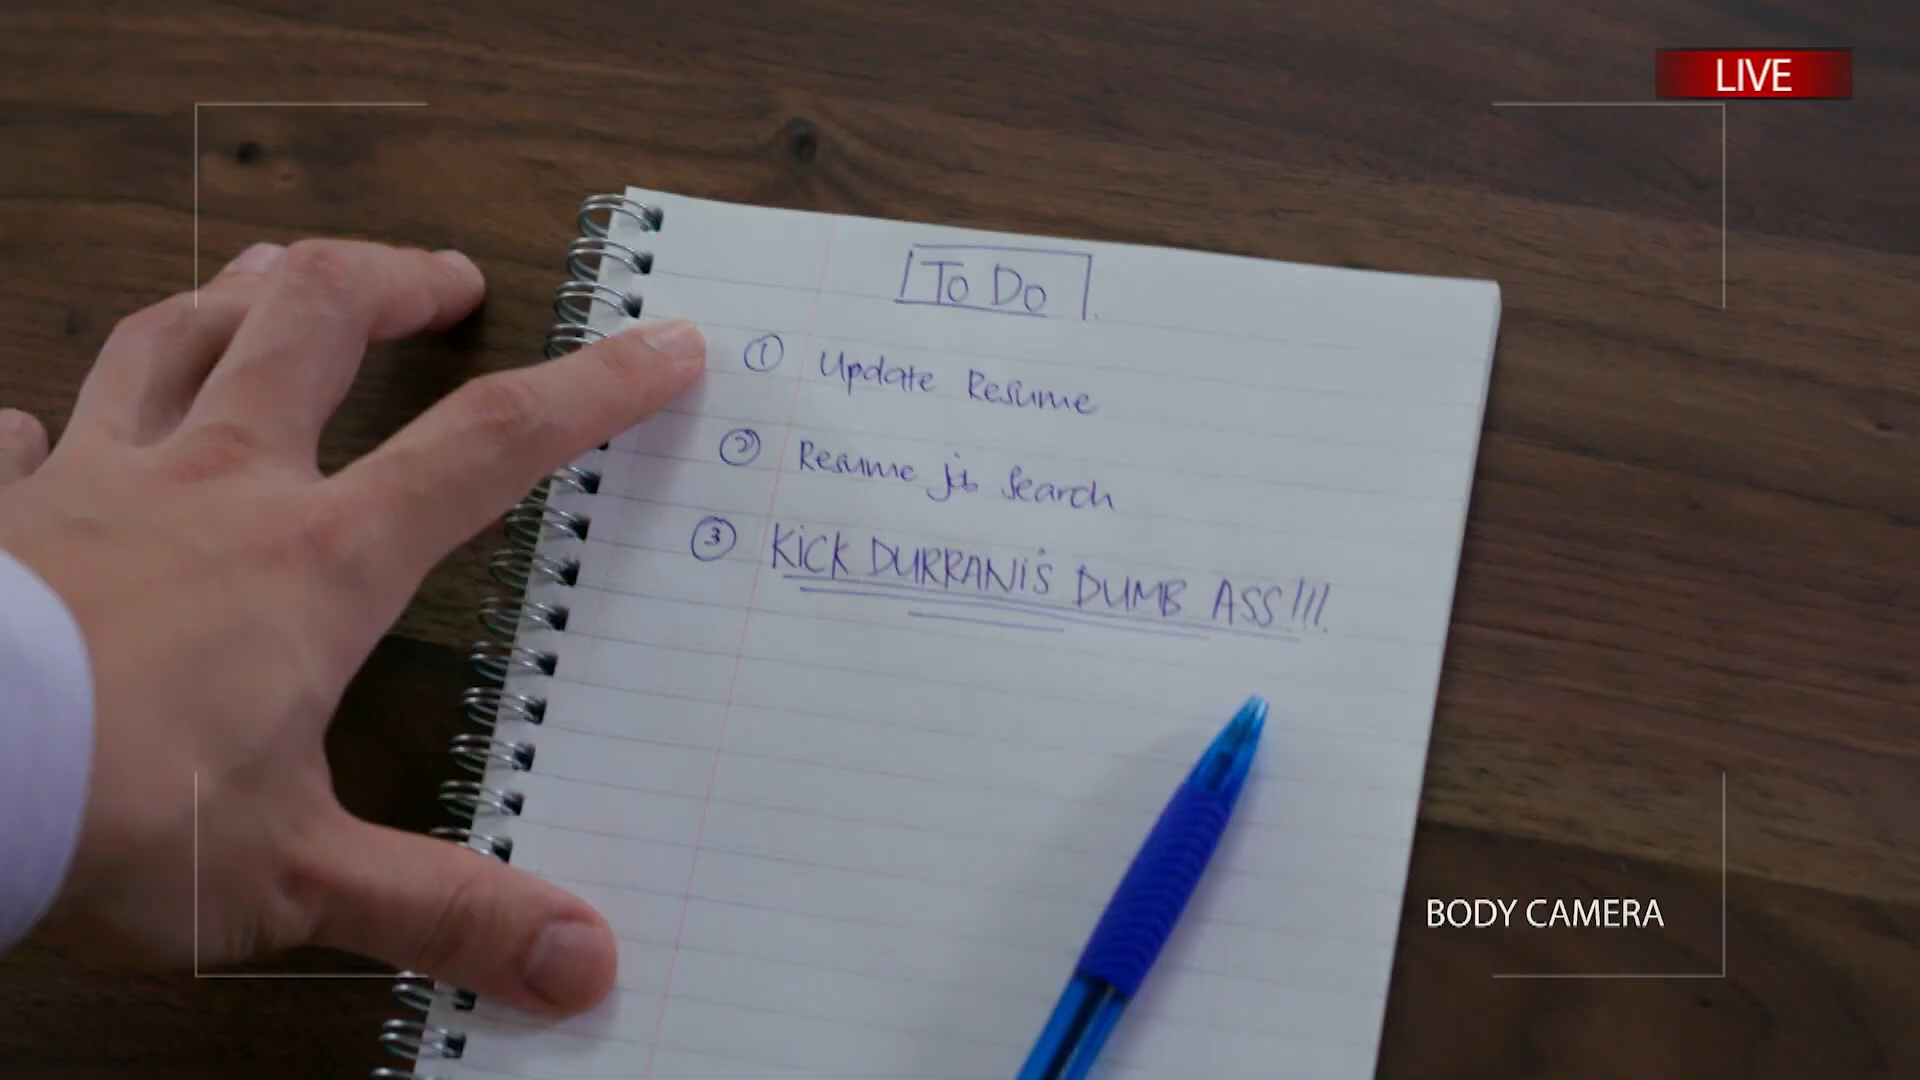 LIVE
To Do
① Update Resume
② Resume job Search
③ KiCK DURRANi'S DUMB ASS!!!
BODY CAMERA